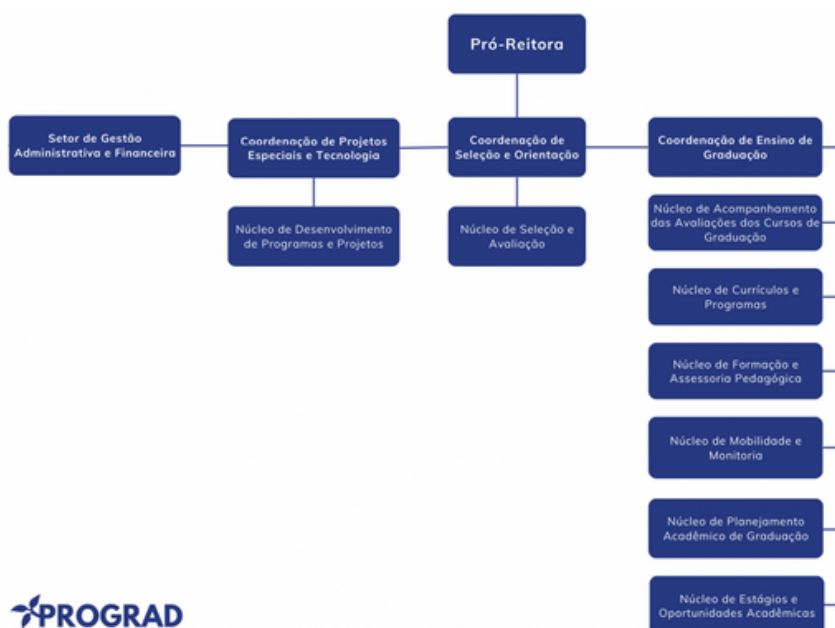 Pró-Reitora
Setor de Gestão
Administrativa e Financeira
Coordenação de Projetos
Especiais e Tecnologia
Coordenação de
Seleção e Orientação
Coordenação de Ensino de
Graduação
Núcleo de Desenvolvimento
de Programas e Projetos
Núcleo de Seleção e
Avaliação
Núcleo de Acompanhamento
das Avaliações dos Cursos de
Graduação
Núcleo de Currículos e
Programas
Núcleo de Formação e
Assessoria Pedagógica
Núcleo de Mobilidade e
Monitoria
Núcleo de Planejamento
Acadêmico de Graduação
Núcleo de Estágios e
Oportunidades Acadêmicas
PROGRAD